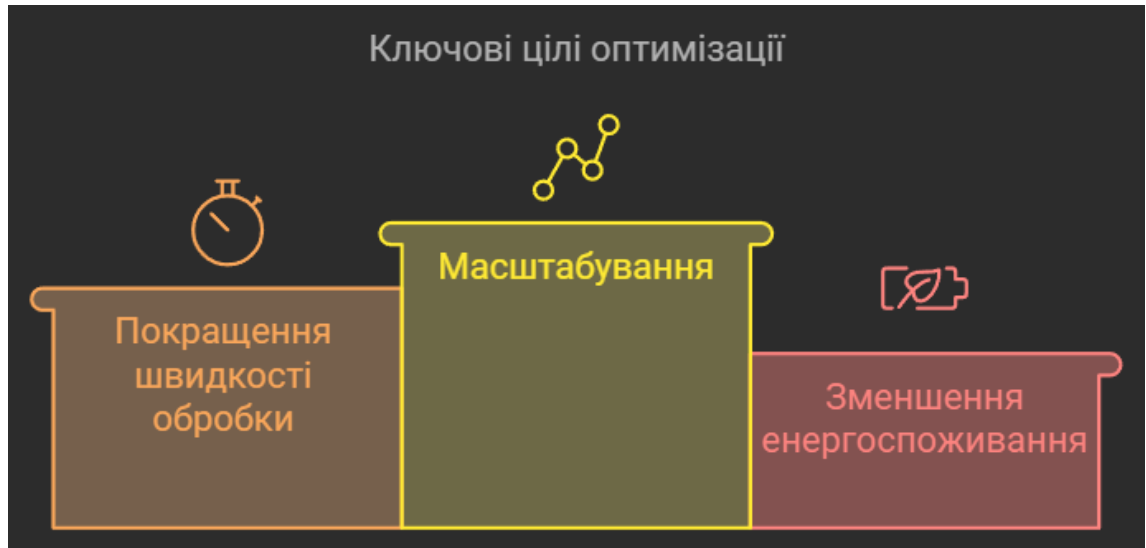 Ключові цілі оптимізації
Масштабування
Покращення
швидкості
обробки
Зменшення
енергоспоживання